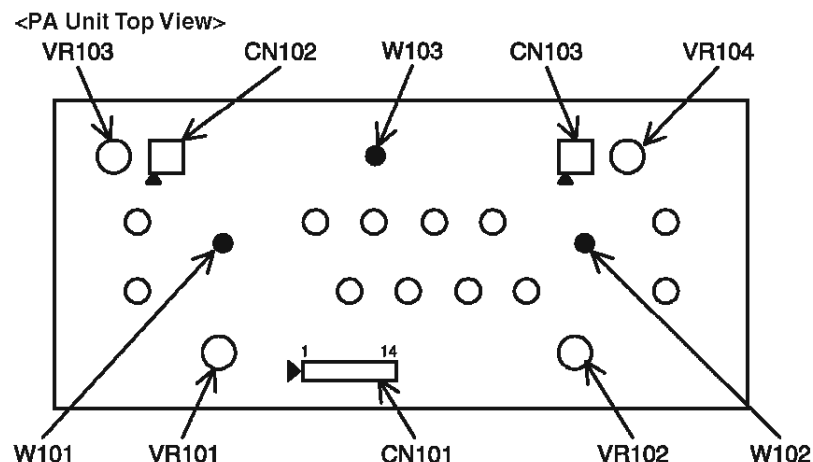 <PA Unit Top View>
VR103 CN102 W103 CN103 VR104
1 14
W101 VR101 CN101 VR102 W102